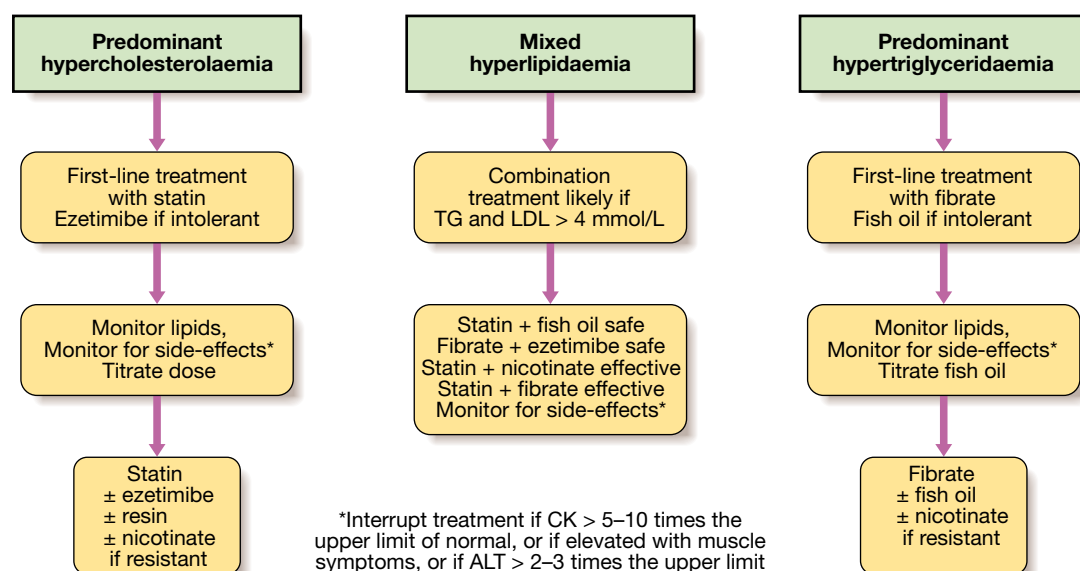 Predominant
hypercholesterolaemia
First-line treatment
with statin
Ezetimibe if intolerant
Monitor lipids,
Monitor for side-effects*
Titrate dose
Statin
± ezetimibe
± resin
± nicotinate
if resistant
Mixed
hyperlipidaemia
Combination
treatment likely if
TG and LDL > 4 mmol/L
Statin + fish oil safe
Fibrate + ezetimibe safe
Statin + nicotinate effective
Statin + fibrate effective
Monitor for side-effects*
Predominant
hypertriglyceridaemia
First-line treatment
with fibrate
Fish oil if intolerant
Monitor lipids,
Monitor for side-effects*
Titrate fish oil
Fibrate
± fish oil
± nicotinate
if resistant
*Interrupt treatment if CK > 5–10 times the
upper limit of normal, or if elevated with muscle
symptoms, or if ALT > 2–3 times the upper limit